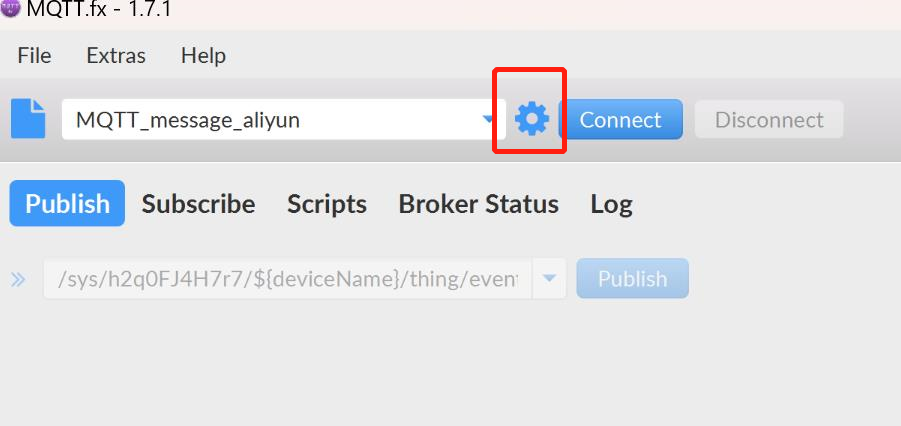 MQTT.fx - 1.7.1
File Extras Help
MQTT_message_aliyun Connect Disconnect
Publish Subscribe Scripts Broker Status Log
/sys/h2q0FJ4H7r7/${deviceName}/thing/event Publish